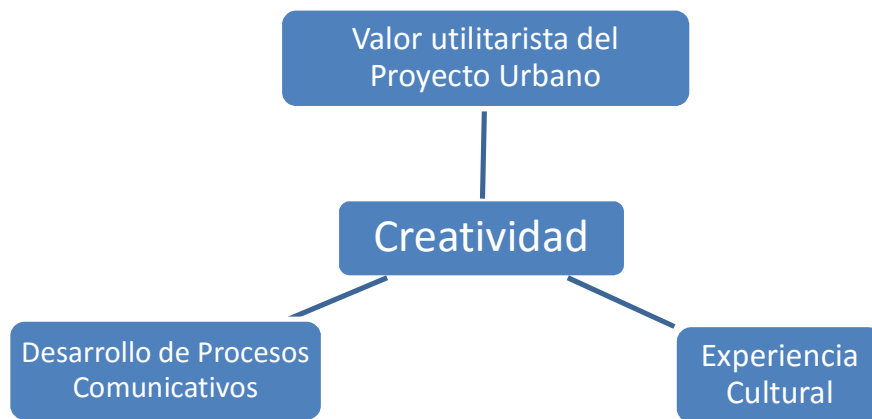 Valor utilitarista del
Proyecto Urbano
Creatividad
Desarrollo de Procesos
Comunicativos
Experiencia
Cultural